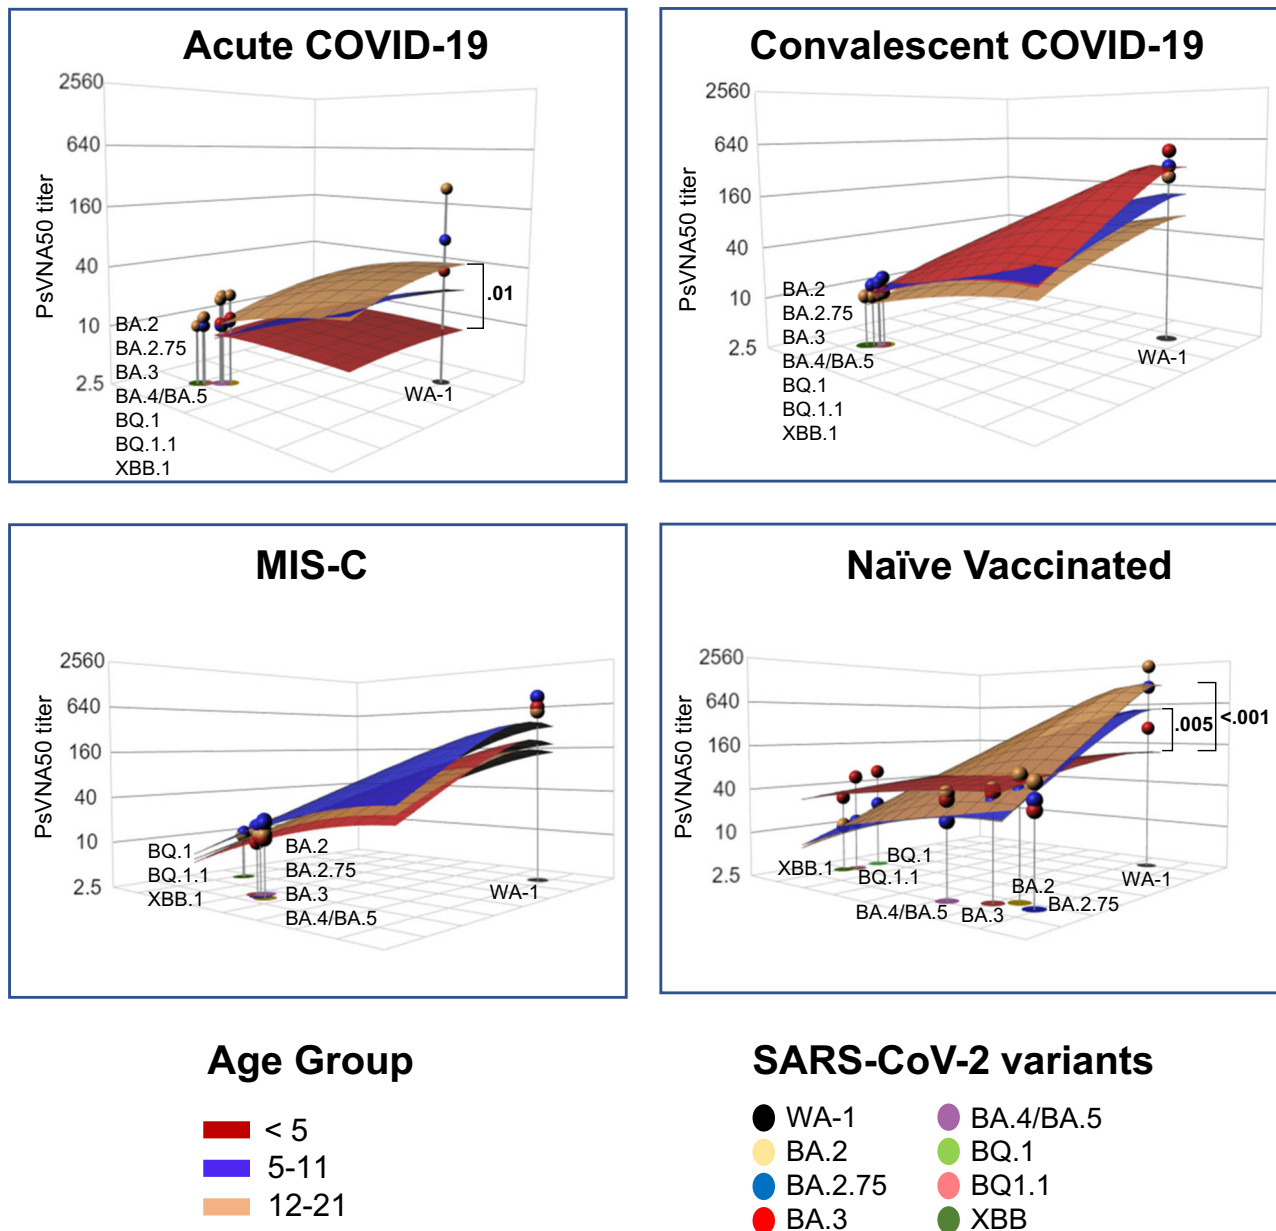 Acute COVID-19
PsVNA50 titer
2560
640
160
40
10
2.5
BA.2
BA.2.75
BA.3
BA.4/BA.5
BQ.1
BQ.1.1
XBB.1
WA-1
.01
Convalescent COVID-19
PsVNA50 titer
2560
640
160
40
10
2.5
BA.2
BA.2.75
BA.3
BA.4/BA.5
BQ.1
BQ.1.1
XBB.1
WA-1
MIS-C
PsVNA50 titer
2560
640
160
40
10
2.5
BQ.1
BQ.1.1
XBB.1
BA.2
BA.2.75
BA.3
BA.4/BA.5
WA-1
Naïve Vaccinated
PsVNA50 titer
2560
640
160
40
10
2.5
XBB.1
BQ.1
BQ.1.1
BA.4/BA.5
BA.3
BA.2
BA.2.75
WA-1
.005
<.001
Age Group
< 5
5-11
12-21
SARS-CoV-2 variants
WA-1
BA.2
BA.2.75
BA.3
BA.4/BA.5
BQ.1
BQ1.1
XBB